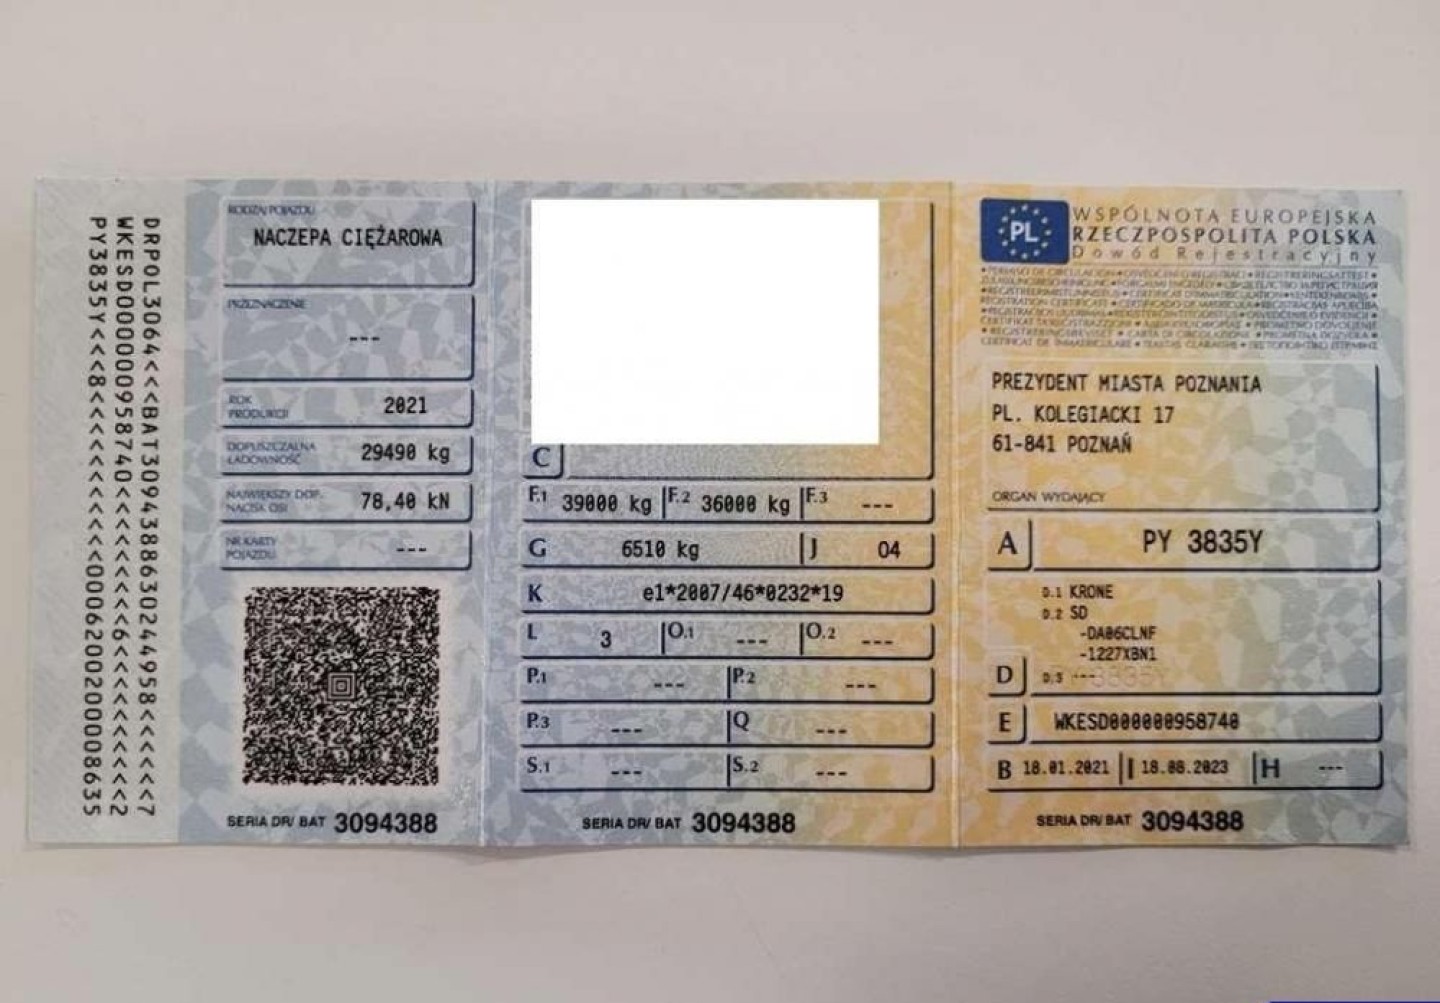 DRPOL3064<<<BAT3094388630244958<<<<<<7
WKESD000000958740<<<<<<<<6<<<<<<<<2
PY3835Y<<<8<<<<<<<<<<<00062002000008635
RODZAJ POJAZDU
NACZEPA CIĘŻAROWA
PRZEZNACZENIE
---
ROK PRODUKCJI 2021
DOPUSZCZALNA ŁADOWNOŚĆ 29490 kg
NAJWIĘKSZY DOP. NACISK OSI 78,40 kN
NR KARTY POJAZDU ---
SERIA DR/ BAT 3094388
C
F.1 39000 kg F.2 36000 kg F.3 ---
G 6510 kg J 04
K e1*2007/46*0232*19
L 3 O.1 --- O.2 ---
P.1 --- P.2 ---
P.3 --- Q ---
S.1 --- S.2 ---
SERIA DR/ BAT 3094388
PL
WSPÓLNOTA EUROPEJSKA
RZECZPOSPOLITA POLSKA
Dowód Rejestracyjny
PREZYDENT MIASTA POZNANIA
PL. KOLEGIACKI 17
61-841 POZNAŃ
ORGAN WYDAJĄCY
A PY 3835Y
D.1 KRONE
D.2 SD
-DA06CLNF
-1227XBN1
D D.3 ---
E WKESD000000958740
B 18.01.2021 I 18.08.2023 H ---
SERIA DR/ BAT 3094388